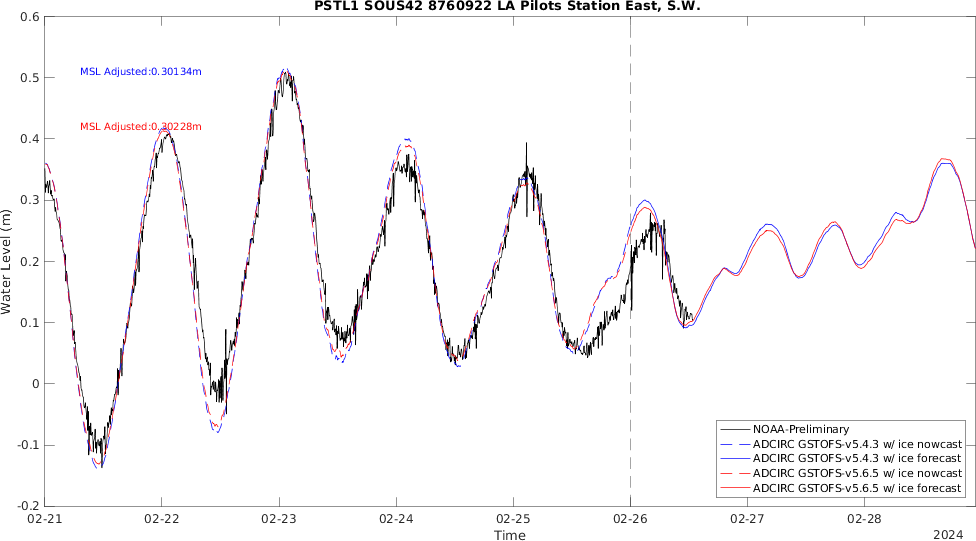 PSTL1 SOUS42 8760922 LA Pilots Station East, S.W.
0.6
0.5
0.4
0.3
0.2
0.1
0
-0.1
-0.2
Water Level (m)
MSL Adjusted:0.30134m
MSL Adjusted:0.30228m
NOAA-Preliminary
ADCIRC GSTOFS-v5.4.3 w/ ice nowcast
ADCIRC GSTOFS-v5.4.3 w/ ice forecast
ADCIRC GSTOFS-v5.6.5 w/ ice nowcast
ADCIRC GSTOFS-v5.6.5 w/ ice forecast
02-21 02-22 02-23 02-24 02-25 02-26 02-27 02-28
Time
2024